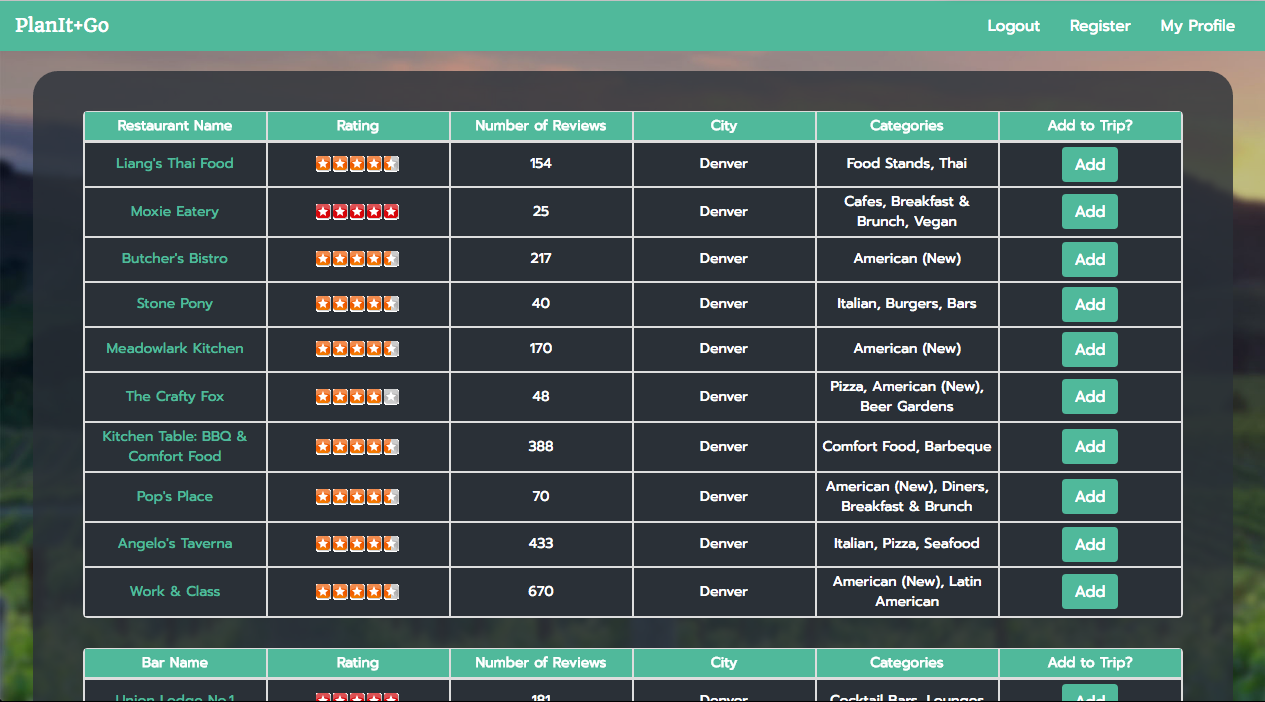 PlanIt+Go Logout Register My Profile
Restaurant Name Rating Number of Reviews City Categories Add to Trip?
Liang's Thai Food 154 Denver Food Stands, Thai Add
Moxie Eatery 25 Denver Cafes, Breakfast &
Brunch, Vegan Add
Butcher's Bistro 217 Denver American (New) Add
Stone Pony 40 Denver Italian, Burgers, Bars Add
Meadowlark Kitchen 170 Denver American (New) Add
The Crafty Fox 48 Denver Pizza, American (New),
Beer Gardens Add
Kitchen Table: BBQ &
Comfort Food 388 Denver Comfort Food, Barbeque Add
Pop's Place 70 Denver American (New), Diners,
Breakfast & Brunch Add
Angelo's Taverna 433 Denver Italian, Pizza, Seafood Add
Work & Class 670 Denver American (New), Latin
American Add
Bar Name Rating Number of Reviews City Categories Add to Trip?
Union Lodge No.1 181 Denver Cocktail Bars, Lounges Add